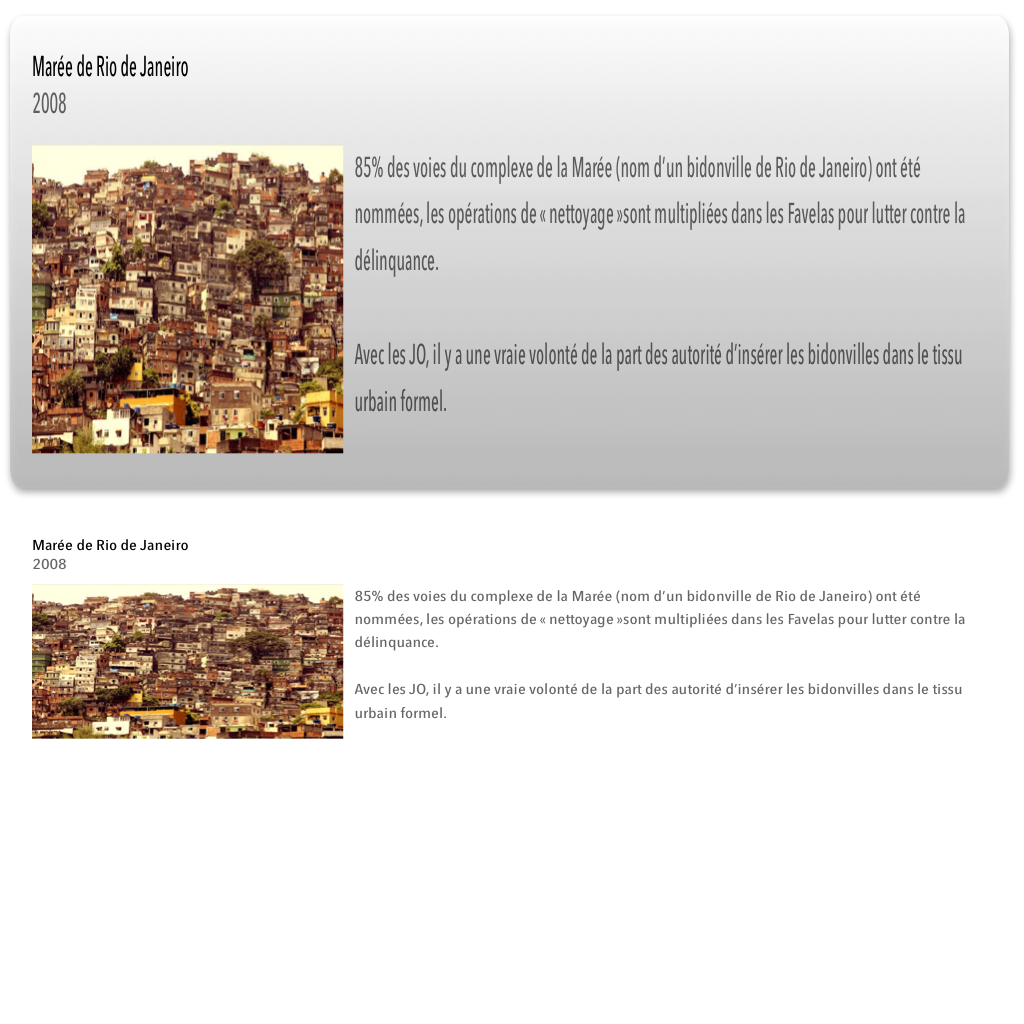 Marée de Rio de Janeiro
2008
85% des voies du complexe de la Marée (nom d’un bidonville de Rio de Janeiro) ont été
nommées, les opérations de « nettoyage »sont multipliées dans les Favelas pour lutter contre la
délinquance.
Avec les JO, il y a une vraie volonté de la part des autorité d’insérer les bidonvilles dans le tissu
urbain formel.
Marée de Rio de Janeiro
2008
85% des voies du complexe de la Marée (nom d’un bidonville de Rio de Janeiro) ont été
nommées, les opérations de « nettoyage »sont multipliées dans les Favelas pour lutter contre la
délinquance.
Avec les JO, il y a une vraie volonté de la part des autorité d’insérer les bidonvilles dans le tissu
urbain formel.